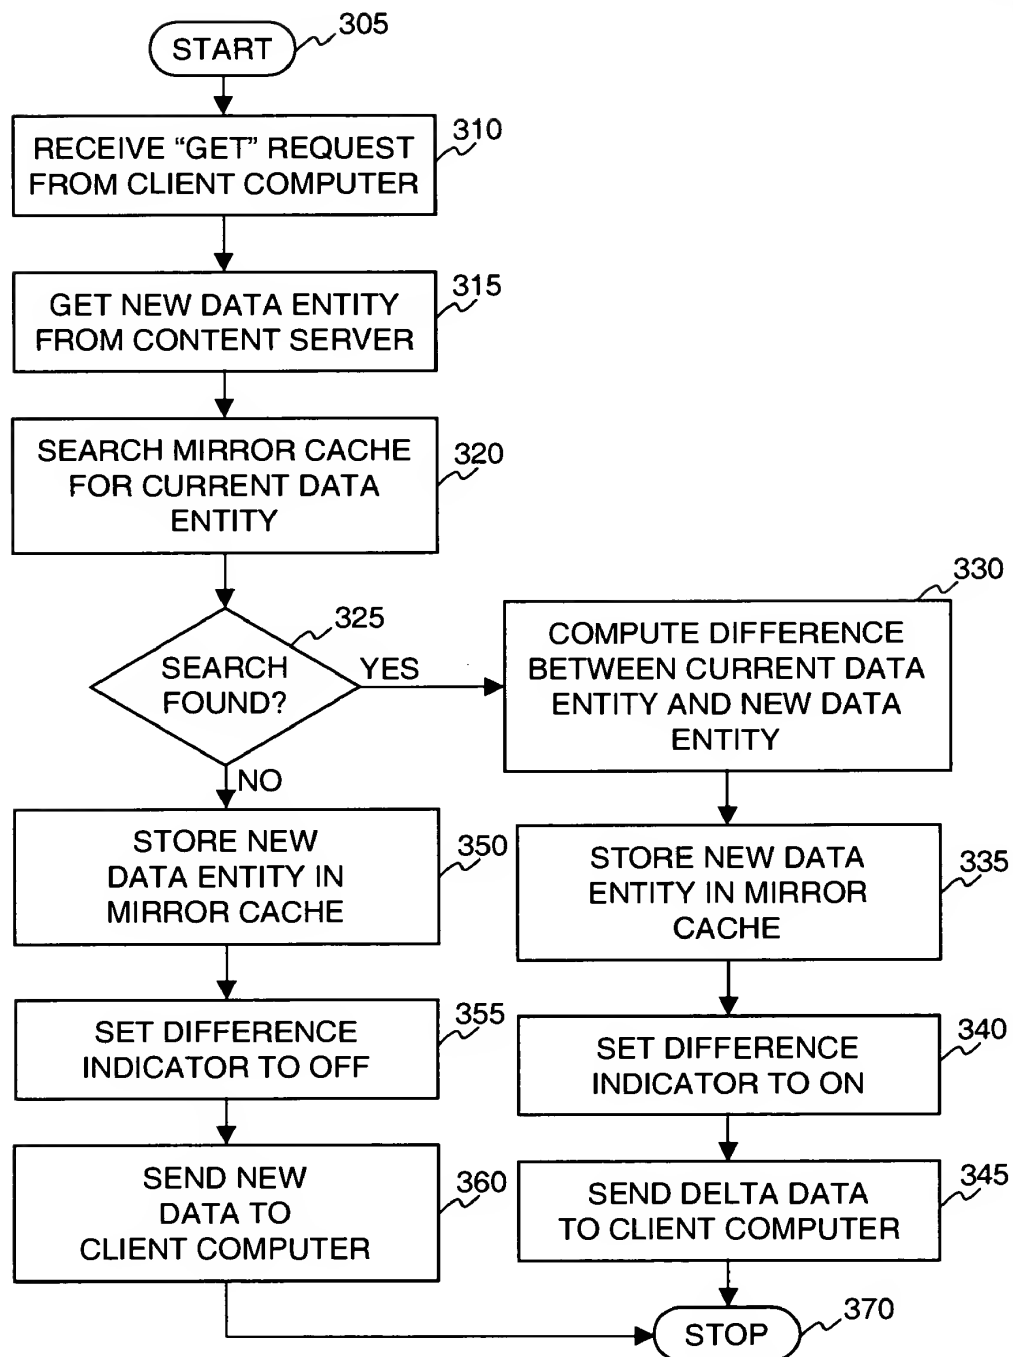 START
305
RECEIVE “GET” REQUEST
FROM CLIENT COMPUTER
310
GET NEW DATA ENTITY
FROM CONTENT SERVER
315
SEARCH MIRROR CACHE
FOR CURRENT DATA
ENTITY
320
SEARCH
FOUND?
325
YES
NO
COMPUTE DIFFERENCE
BETWEEN CURRENT DATA
ENTITY AND NEW DATA
ENTITY
330
STORE NEW
DATA ENTITY IN
MIRROR CACHE
350
STORE NEW DATA
ENTITY IN MIRROR
CACHE
335
SET DIFFERENCE
INDICATOR TO OFF
355
SET DIFFERENCE
INDICATOR TO ON
340
SEND NEW
DATA TO
CLIENT COMPUTER
360
SEND DELTA DATA
TO CLIENT COMPUTER
345
STOP
370